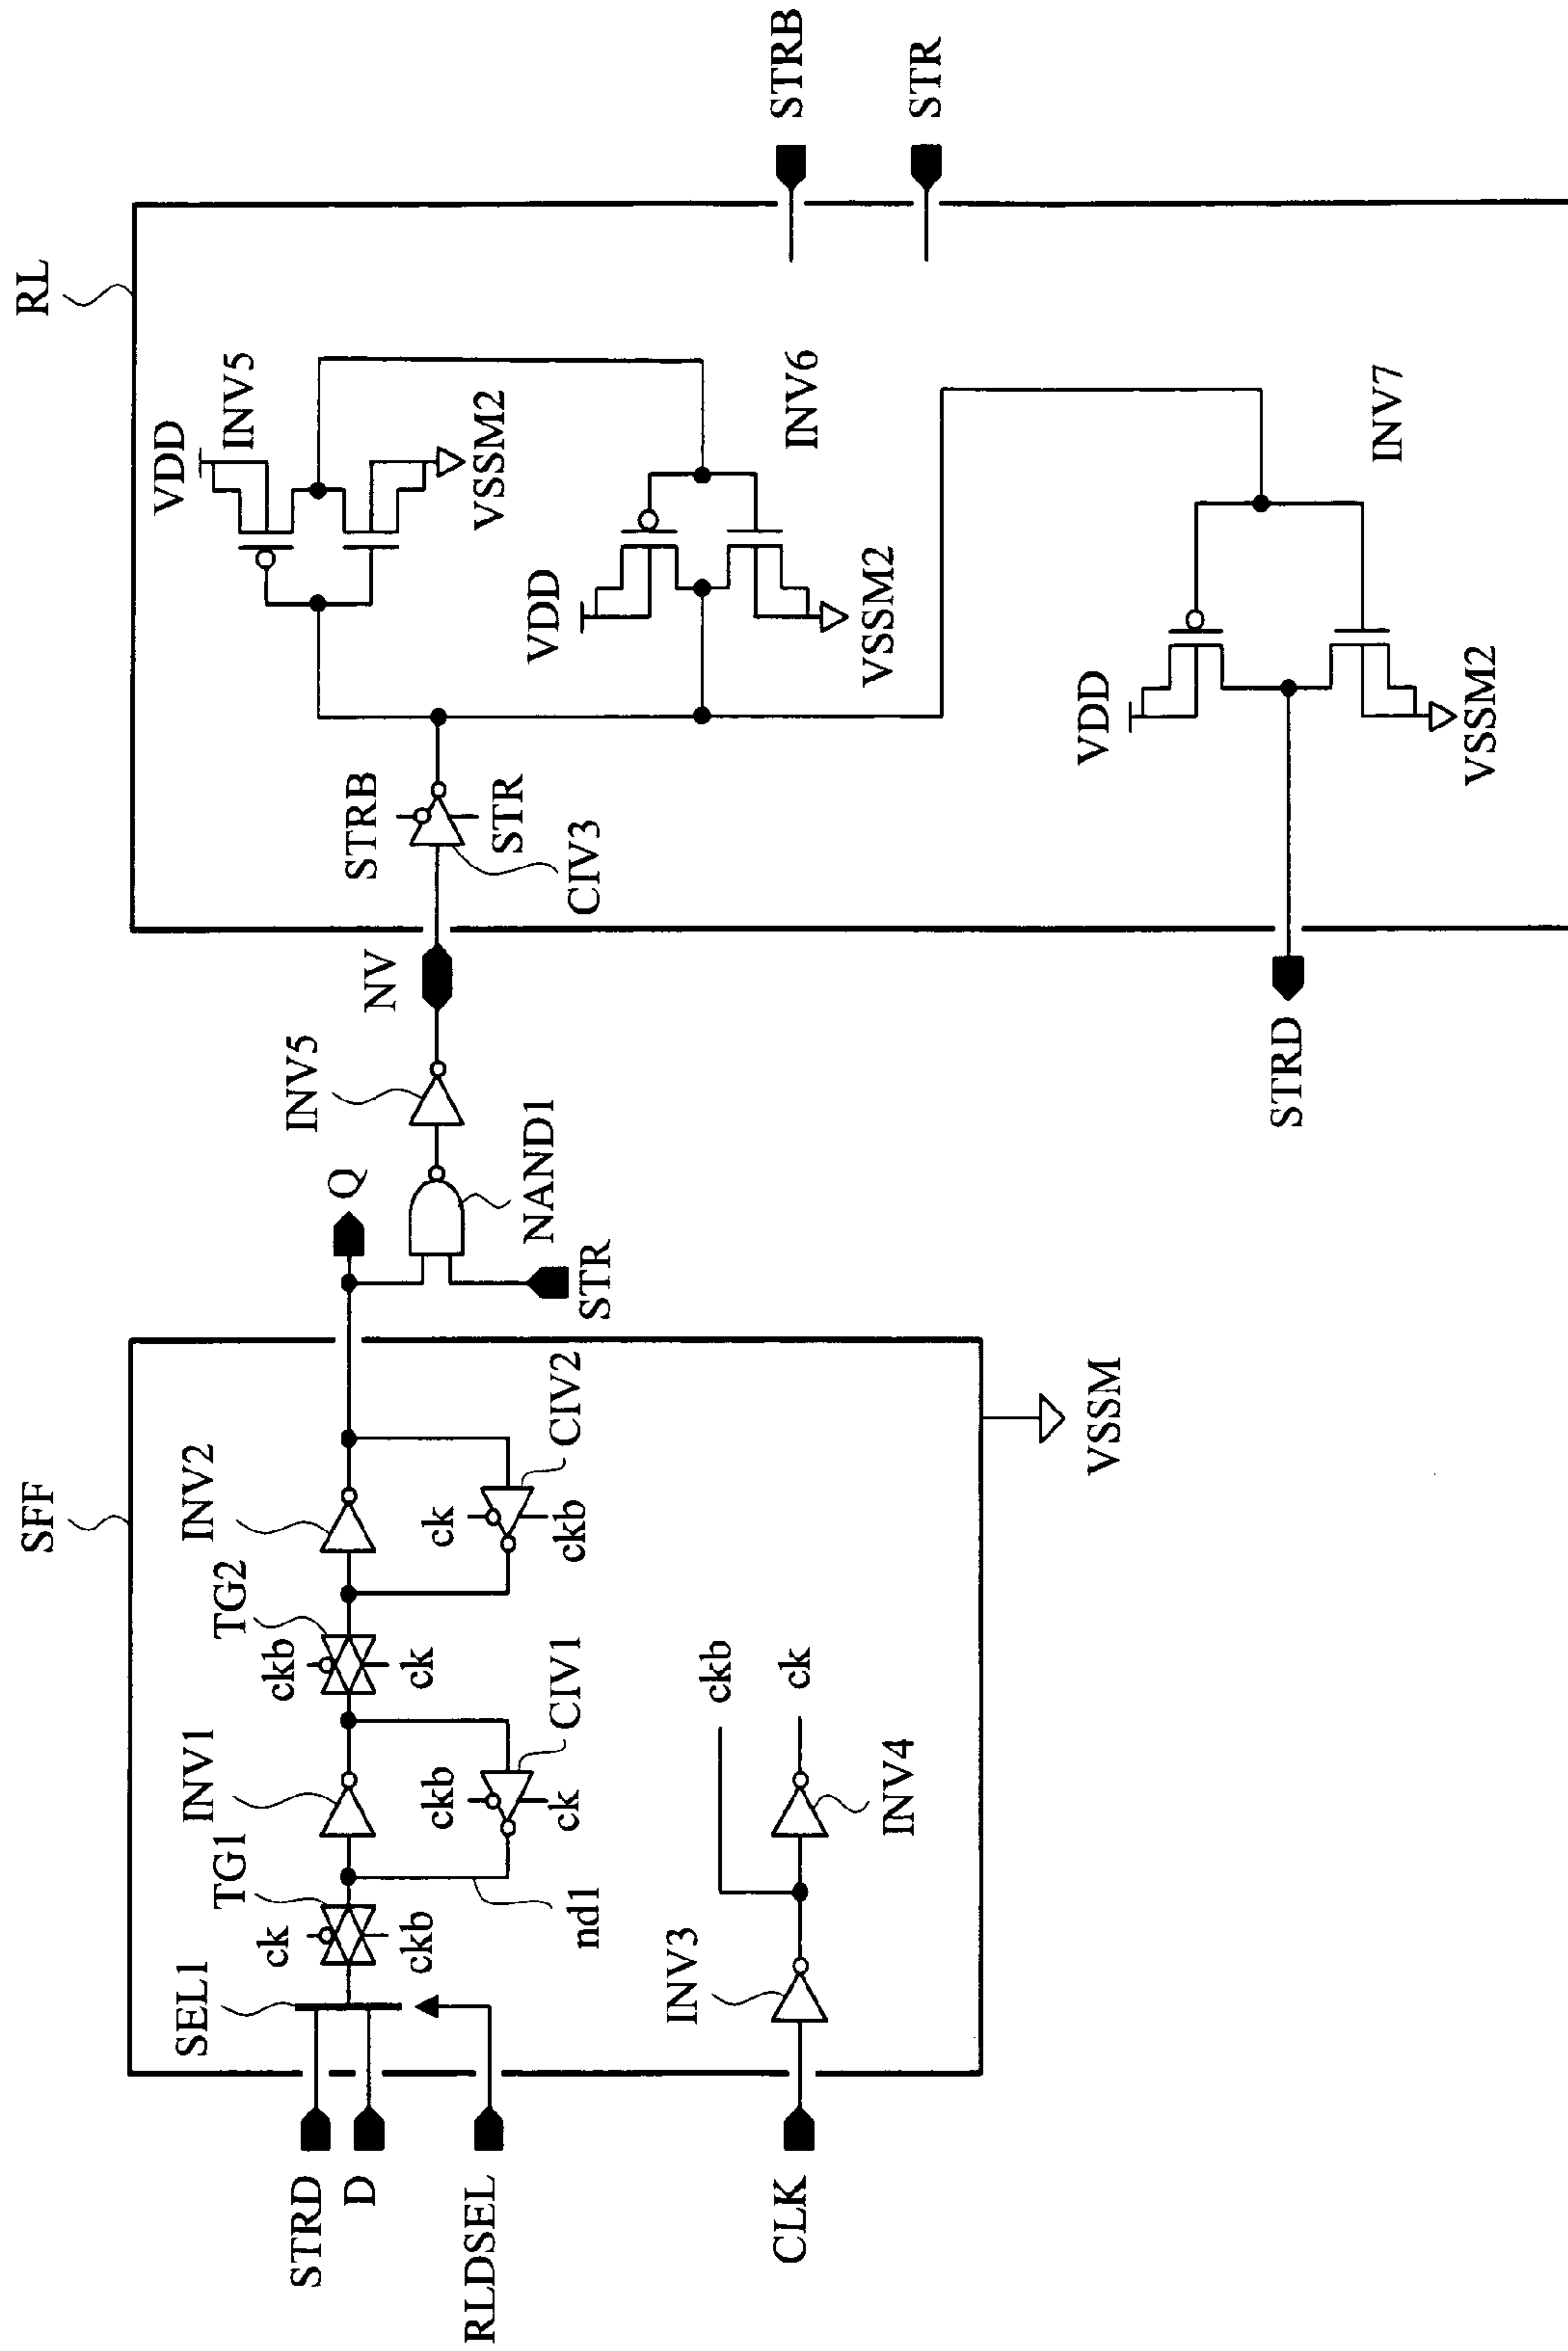 SFF
STRD
D
RLDSEL
CLK
SEL1
ck
TG1
ckb
INV1
ckb
ck
CIV1
nd1
TG2
ckb
ck
INV2
ck
ckb
CIV2
INV3
INV4
ckb
ck
VSSM
Q
STR
NAND1
INV5
NV
STRD
RL
STRB
STR
CIV3
VDD
INV5
VSSM2
VDD
INV6
VSSM2
VDD
INV7
VSSM2
STRB
STR